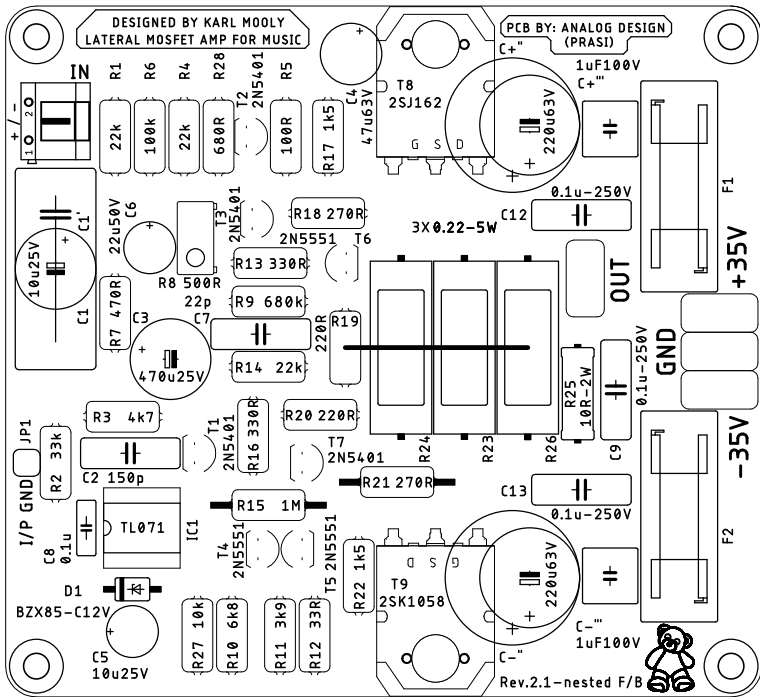 DESIGNED BY KARL MOOLY
LATERAL MOSFET AMP FOR MUSIC
PCB BY: ANALOG DESIGN
(PRASI)
IN
+/-
2
1
R1
22k
R6
100k
R4
22k
R28
680R
T2
2N5401
R5
100R
R17 1k5
C4
47u63V
T8
2SJ162
G S D
C+"
220u63V
1uF100V
C+'''
F1
C1'
10u25V
C1
C6
22u50V
T3
2N5401
R8 500R
R18 270R
2N5551 T6
R13 330R
3X0.22-5W
0.1u-250V
C12
OUT
+35V
R7 470R
C3
470u25V
22p
C7
R9 680k
R14 22k
220R
R19
R24
R23
R26
R25
10R-2W
0.1u-250V
C9
GND
-35V
R3 4k7
JP1
I/P GND
R2 33k
C2 150p
T1
2N5401
R16 330R
R20 220R
T7
2N5401
R21 270R
C13
0.1u-250V
R15 1M
TL071
IC1
C8
0.1u
T4
2N5551
2N5551
T5
R22 1k5
D S G
T9
2SK1058
220u63V
C-"
C-'''
1uF100V
F2
D1
BZX85-C12V
C5
10u25V
R27 10k
R10 6k8
R11 3k9
R12 33R
Rev.2.1-nested F/B